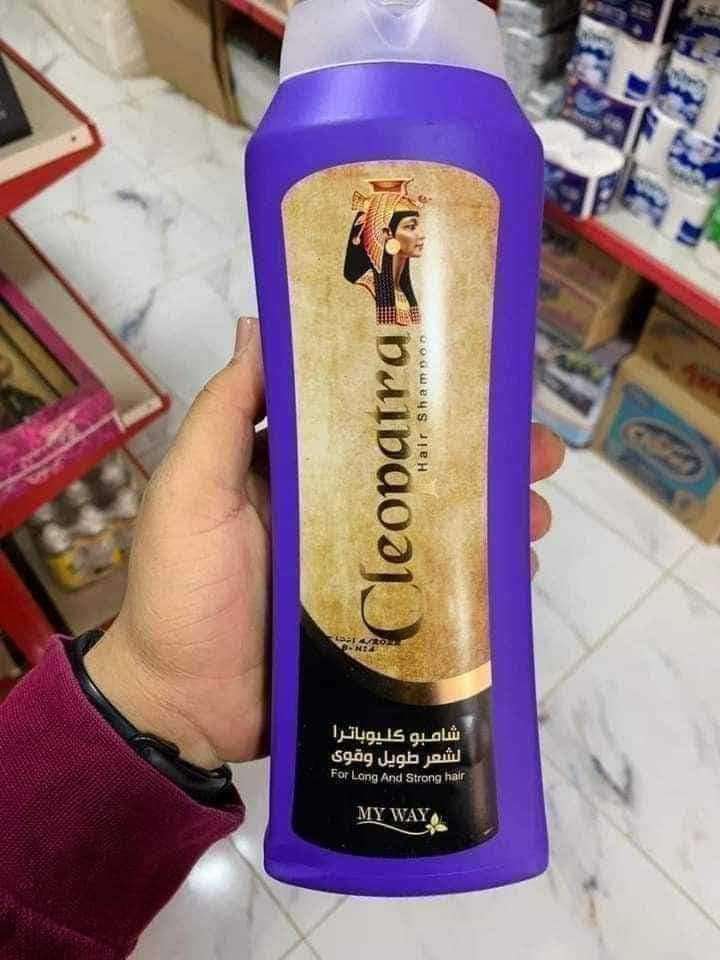 Cleopatra
Hair Shampoo
شامبو كليوباترا
لشعر طويل وقوى
For Long And Strong hair
MY WAY